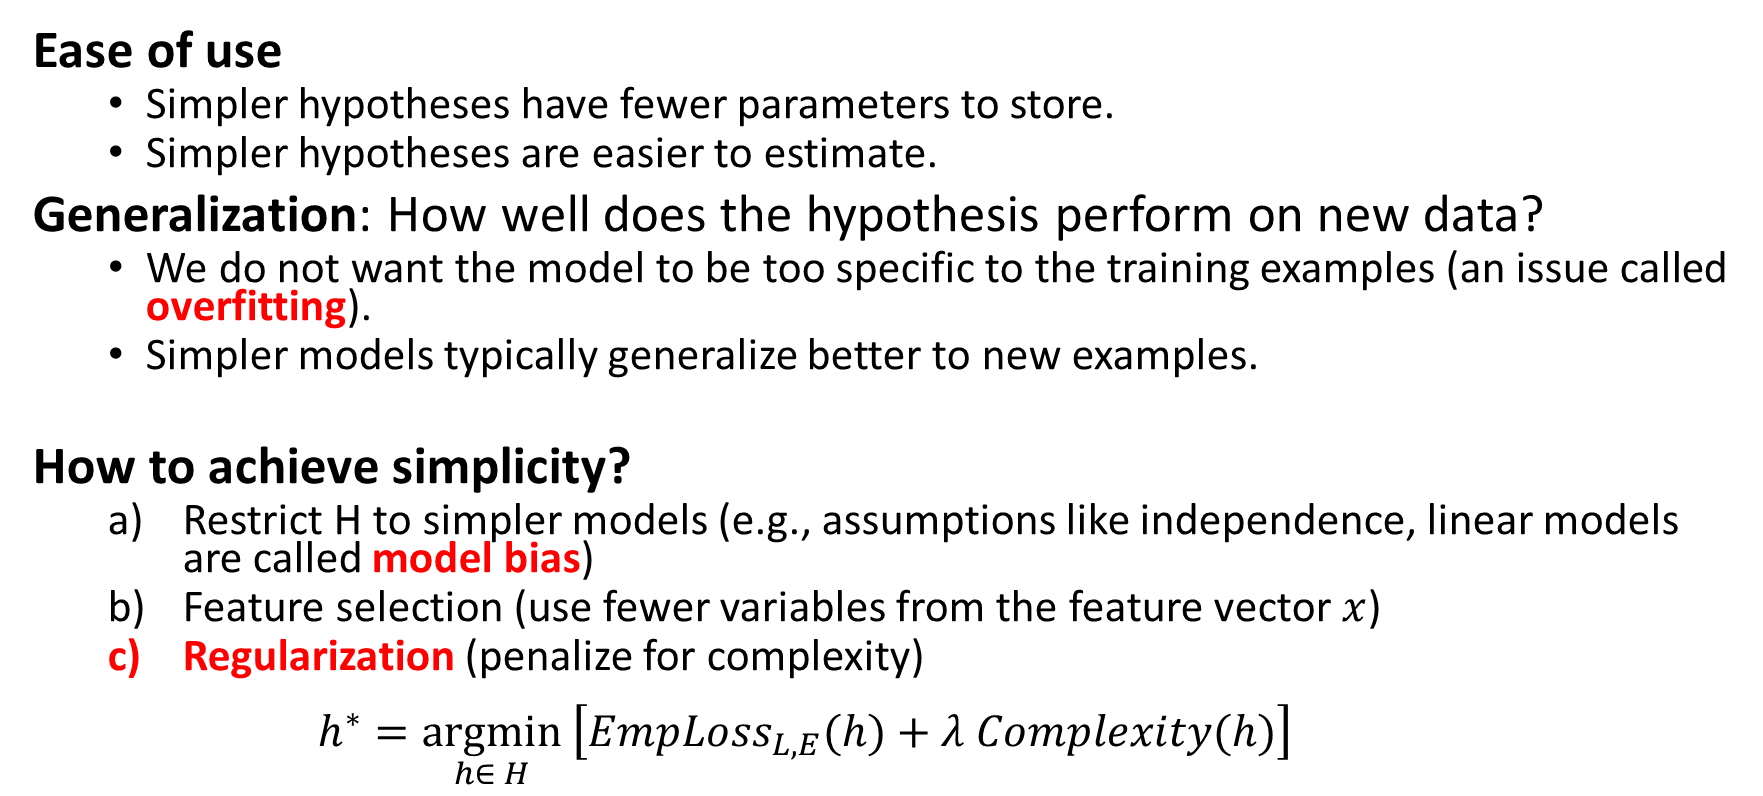 Ease of use
• Simpler hypotheses have fewer parameters to store.
• Simpler hypotheses are easier to estimate.
Generalization: How well does the hypothesis perform on new data?
• We do not want the model to be too specific to the training examples (an issue called
overfitting).
• Simpler models typically generalize better to new examples.
How to achieve simplicity?
a) Restrict H to simpler models (e.g., assumptions like independence, linear models
are called model bias)
b) Feature selection (use fewer variables from the feature vector x)
c) Regularization (penalize for complexity)
h* = argmin [EmpLoss_{L,E}(h) + λ Complexity(h)]
h∈ H